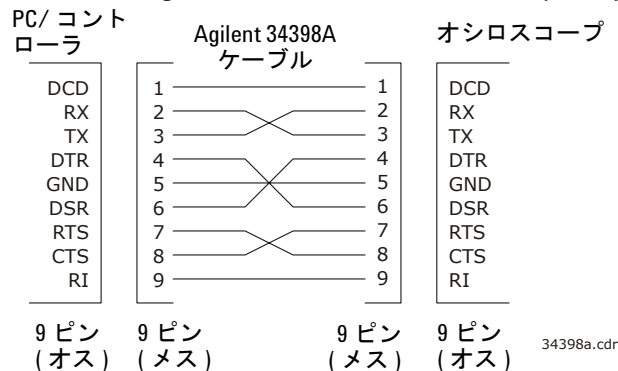 PC/ コント
ローラ
Agilent 34398A
ケーブル
オシロスコープ
DCD 1 1 DCD
RX 2 2 RX
TX 3 3 TX
DTR 4 4 DTR
GND 5 5 GND
DSR 6 6 DSR
RTS 7 7 RTS
CTS 8 8 CTS
RI 9 9 RI
9 ピン 9 ピン 9 ピン 9 ピン
( オス ) ( メス ) ( メス ) ( オス )
34398a.cdr